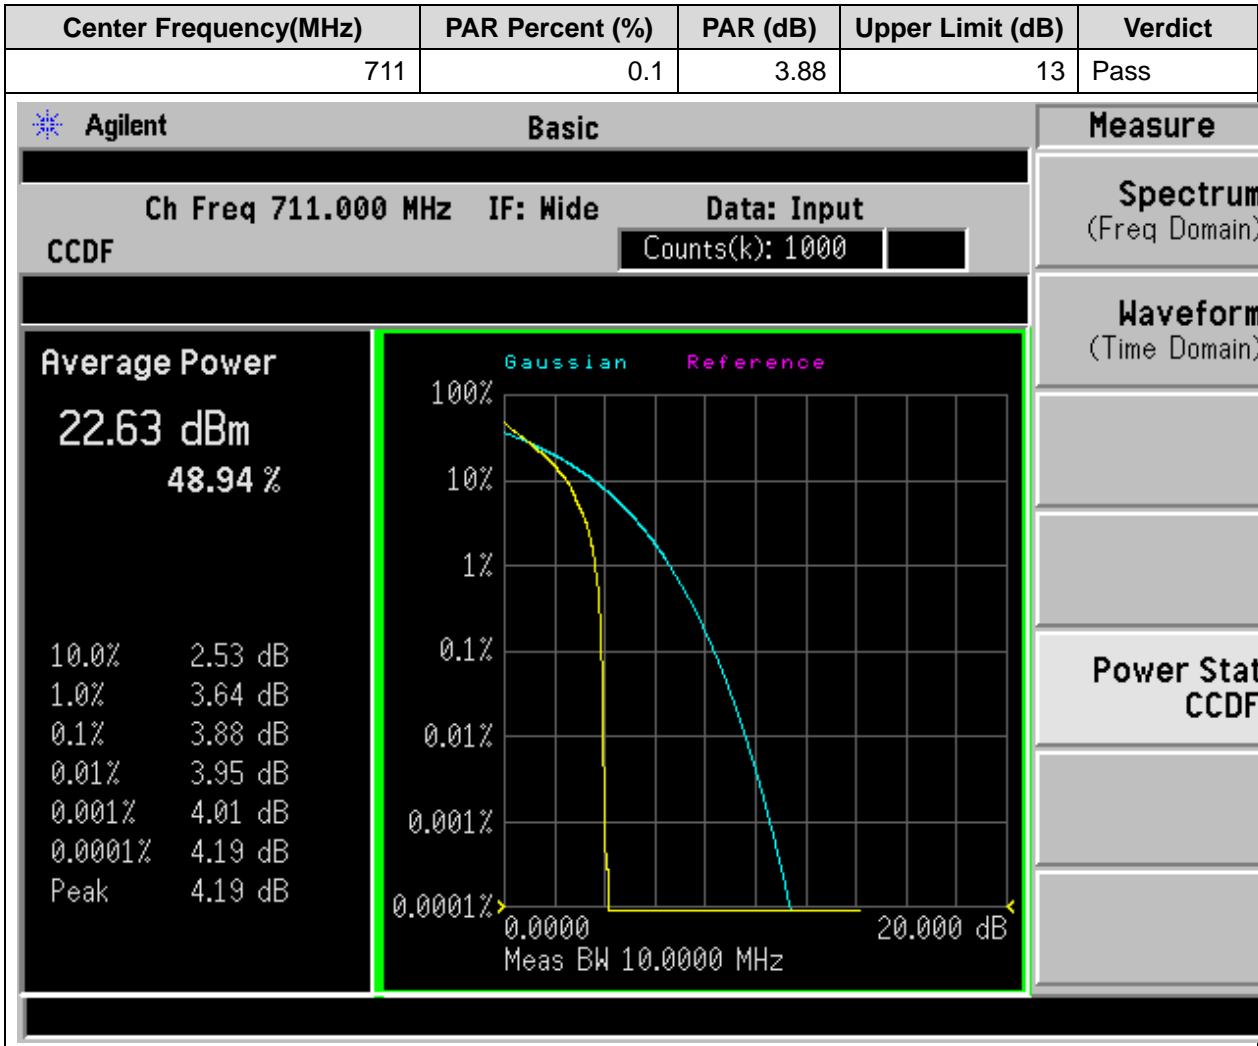 Center Frequency(MHz) PAR Percent (%) PAR (dB) Upper Limit (dB) Verdict
711 0.1 3.88 13 Pass
Agilent Basic Measure
Ch Freq 711.000 MHz IF: Wide Data: Input
CCDF Counts(k): 1000
Average Power
22.63 dBm
48.94 %
10.0% 2.53 dB
1.0% 3.64 dB
0.1% 3.88 dB
0.01% 3.95 dB
0.001% 4.01 dB
0.0001% 4.19 dB
Peak 4.19 dB
Gaussian Reference
100%
10%
1%
0.1%
0.01%
0.001%
0.0001%
0.0000 20.000 dB
Meas BW 10.0000 MHz
Spectrum
(Freq Domain)
Waveform
(Time Domain)
Power Stat
CCDF